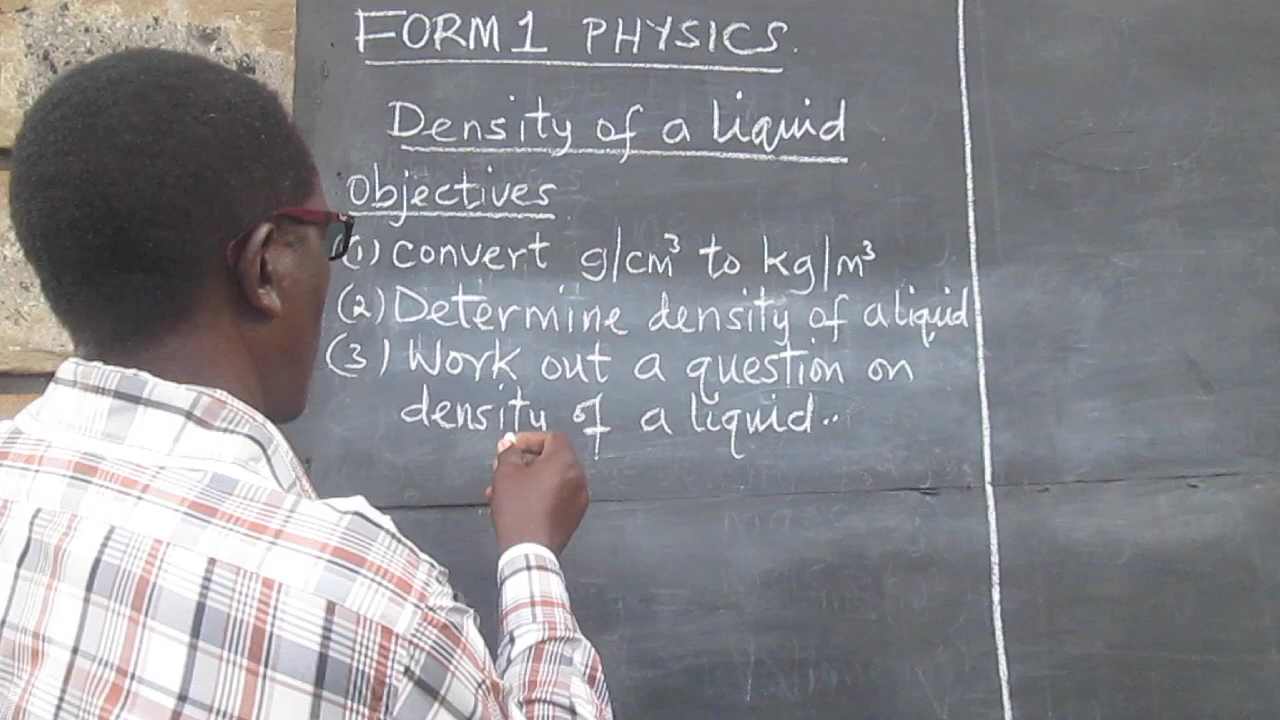 FORM 1 PHYSICS.
Density of a liquid
Objectives
(1) convert g/cm³ to kg/m³
(2) Determine density of a liquid
(3) Work out a question on
density of a liquid..